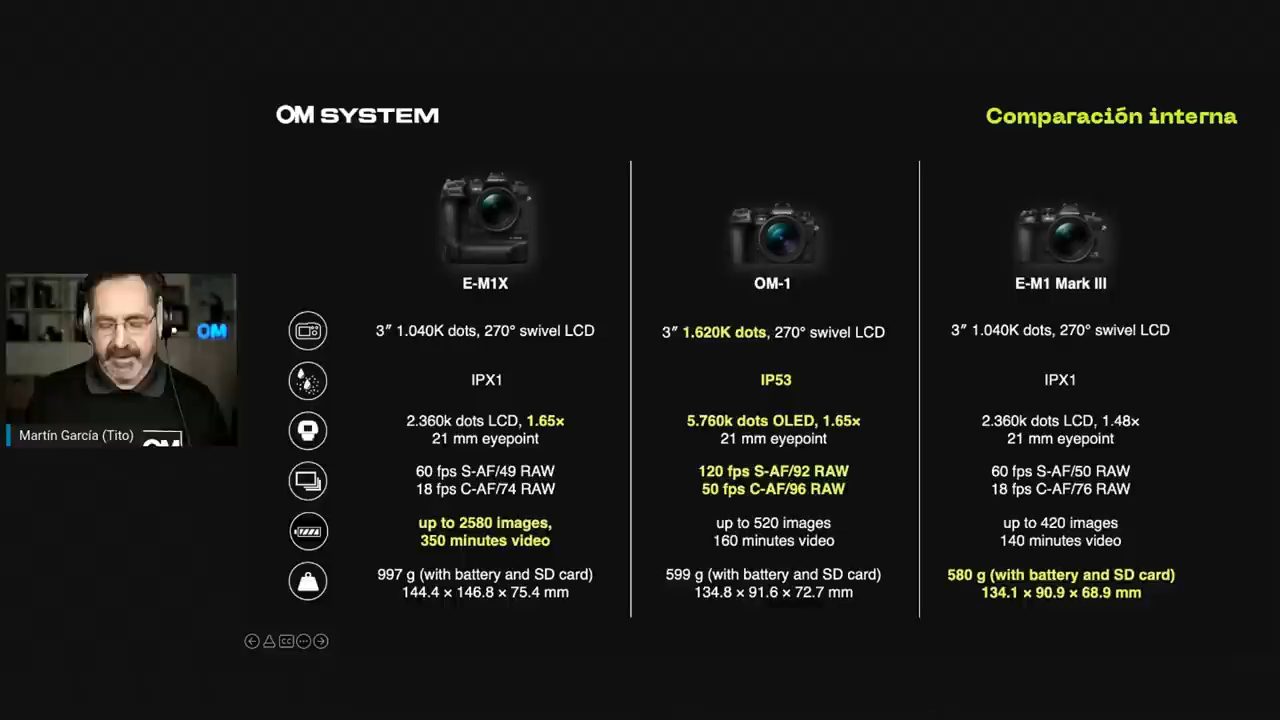 OM SYSTEM
Comparación interna
E-M1X
OM-1
E-M1 Mark III
3″ 1.040K dots, 270° swivel LCD
3″ 1.620K dots, 270° swivel LCD
3″ 1.040K dots, 270° swivel LCD
IPX1
IP53
IPX1
2.360k dots LCD, 1.65×
21 mm eyepoint
5.760k dots OLED, 1.65×
21 mm eyepoint
2.360k dots LCD, 1.48×
21 mm eyepoint
60 fps S-AF/49 RAW
18 fps C-AF/74 RAW
120 fps S-AF/92 RAW
50 fps C-AF/96 RAW
60 fps S-AF/50 RAW
18 fps C-AF/76 RAW
up to 2580 images,
350 minutes video
up to 520 images
160 minutes video
up to 420 images
140 minutes video
997 g (with battery and SD card)
144.4 × 146.8 × 75.4 mm
599 g (with battery and SD card)
134.8 × 91.6 × 72.7 mm
580 g (with battery and SD card)
134.1 × 90.9 × 68.9 mm
OM
Martín García (Tito)
OM
CC